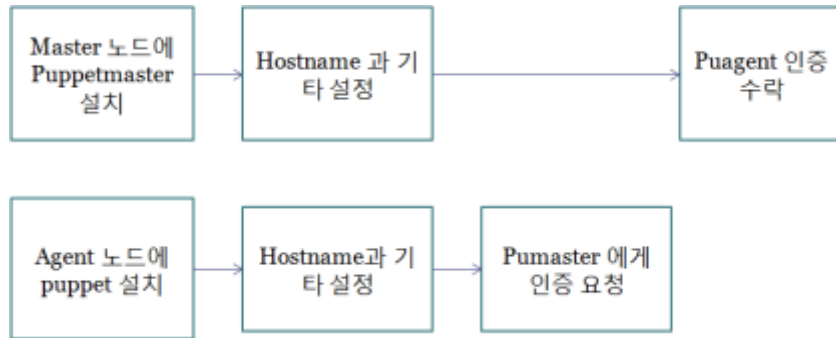 Master 노드에
Puppetmaster
설치
Hostname 과 기
타 설정
Puagent 인증
수락
Agent 노드에
puppet 설치
Hostname과 기
타 설정
Pumaster 에게
인증 요청